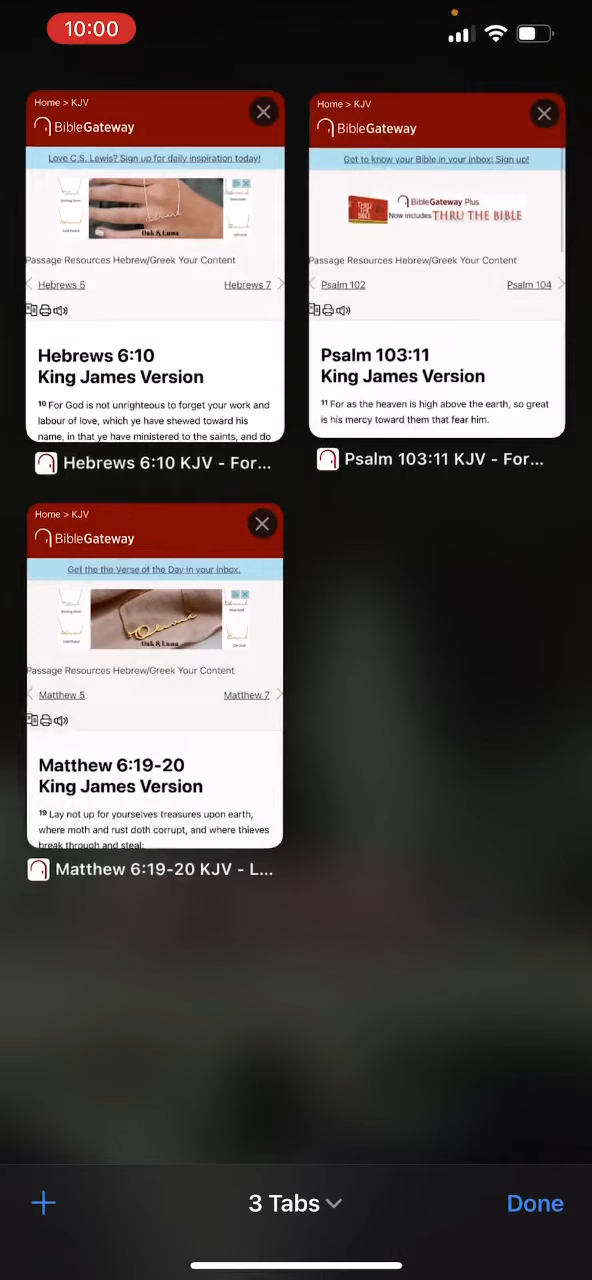 10:00
Home > KJV
BibleGateway
Love C.S. Lewis? Sign up for daily inspiration today!
Oak & Luna
Passage Resources Hebrew/Greek Your Content
Hebrews 5
Hebrews 7
Hebrews 6:10
King James Version
10 For God is not unrighteous to forget your work and
labour of love, which ye have shewed toward his
name, in that ye have ministered to the saints, and do
Hebrews 6:10 KJV - For...
Home > KJV
BibleGateway
Get to know your Bible in your inbox! Sign up!
THRU THE BIBLE
BibleGateway Plus
Now includes THRU THE BIBLE
Passage Resources Hebrew/Greek Your Content
Psalm 102
Psalm 104
Psalm 103:11
King James Version
11 For as the heaven is high above the earth, so great
is his mercy toward them that fear him.
Psalm 103:11 KJV - For...
Home > KJV
BibleGateway
Get the the Verse of the Day in your inbox.
Oak & Luna
Passage Resources Hebrew/Greek Your Content
Matthew 5
Matthew 7
Matthew 6:19-20
King James Version
19 Lay not up for yourselves treasures upon earth,
where moth and rust doth corrupt, and where thieves
break through and steal:
Matthew 6:19-20 KJV - L...
3 Tabs
Done